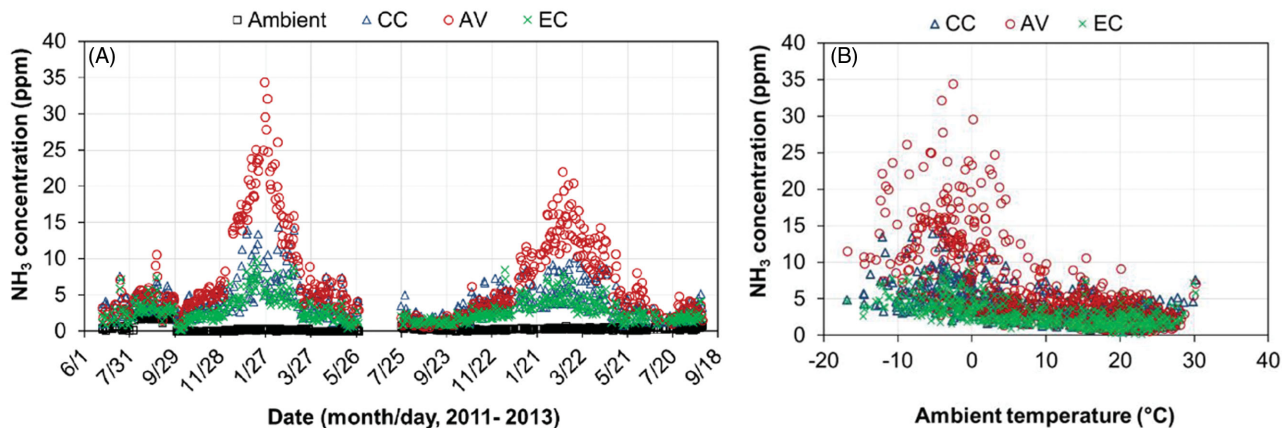 Ambient CC AV EC
(A)
NH3 concentration (ppm)
40
35
30
25
20
15
10
5
0
6/1 7/31 9/29 11/28 1/27 3/27 5/26 7/25 9/23 11/22 1/21 3/22 5/21 7/20 9/18
Date (month/day, 2011- 2013)
CC AV EC
(B)
NH3 concentration (ppm)
40
35
30
25
20
15
10
5
0
-20 -10 0 10 20 30 40
Ambient temperature (°C)